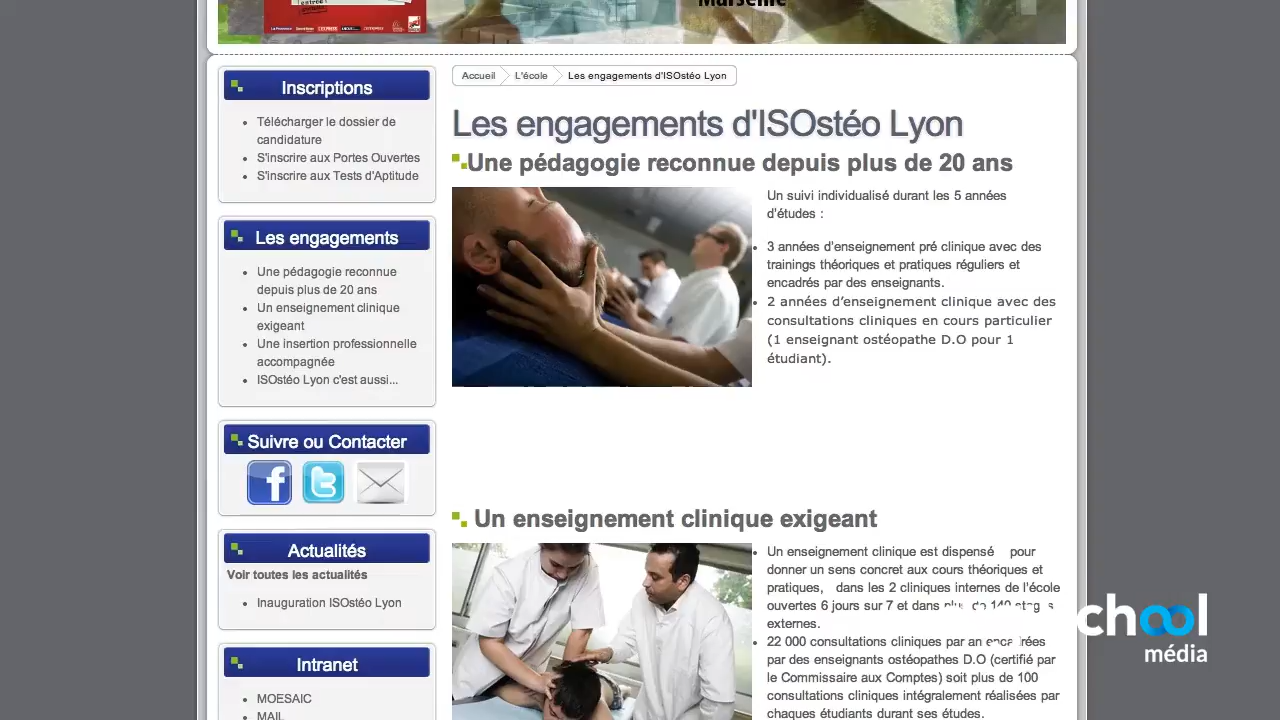 Marseille
Inscriptions
Télécharger le dossier de
candidature
S'inscrire aux Portes Ouvertes
S'inscrire aux Tests d'Aptitude
Les engagements
Une pédagogie reconnue
depuis plus de 20 ans
Un enseignement clinique
exigeant
Une insertion professionnelle
accompagnée
ISOstéo Lyon c'est aussi...
Suivre ou Contacter
Actualités
Voir toutes les actualités
Inauguration ISOstéo Lyon
Intranet
MOESAIC
MAIL
Accueil L'école Les engagements d'ISOstéo Lyon
Les engagements d'ISOstéo Lyon
Une pédagogie reconnue depuis plus de 20 ans
Un suivi individualisé durant les 5 années
d'études :
3 années d'enseignement pré clinique avec des
trainings théoriques et pratiques réguliers et
encadrés par des enseignants.
2 années d’enseignement clinique avec des
consultations cliniques en cours particulier
(1 enseignant ostéopathe D.O pour 1
étudiant).
Un enseignement clinique exigeant
Un enseignement clinique est dispensé pour
donner un sens concret aux cours théoriques et
pratiques, dans les 2 cliniques internes de l'école
ouvertes 6 jours sur 7 et dans de 140
externes.
22 000 consultations cliniques par an
par des enseignants ostéopathes D.O (certifié par
le Commissaire aux Comptes) soit plus de 100
consultations cliniques intégralement réalisées par
chaques étudiants durant ses études.
chool
média